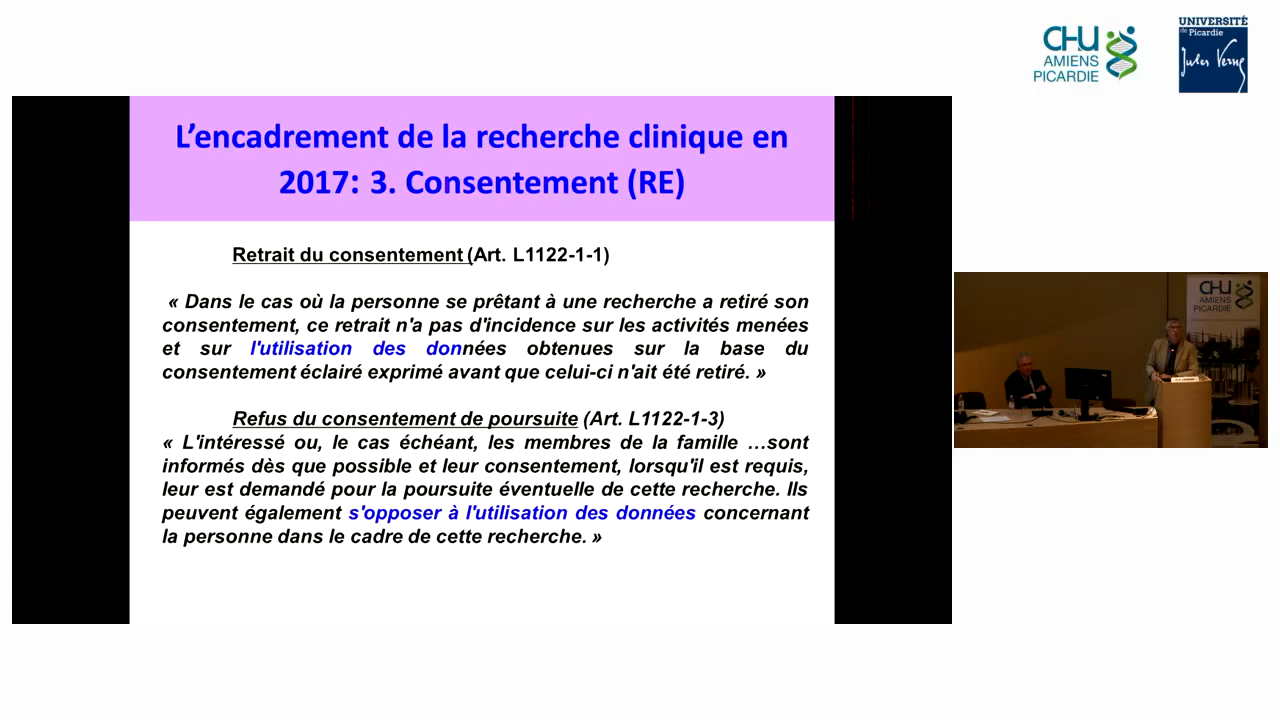 CHU
AMIENS
PICARDIE
UNIVERSITÉ
de Picardie
Jules Verne
L’encadrement de la recherche clinique en
2017: 3. Consentement (RE)
Retrait du consentement (Art. L1122-1-1)
« Dans le cas où la personne se prêtant à une recherche a retiré son
consentement, ce retrait n'a pas d'incidence sur les activités menées
et sur l'utilisation des données obtenues sur la base du
consentement éclairé exprimé avant que celui-ci n'ait été retiré. »
Refus du consentement de poursuite (Art. L1122-1-3)
« L'intéressé ou, le cas échéant, les membres de la famille …sont
informés dès que possible et leur consentement, lorsqu'il est requis,
leur est demandé pour la poursuite éventuelle de cette recherche. Ils
peuvent également s'opposer à l'utilisation des données concernant
la personne dans le cadre de cette recherche. »
CHU
AMIENS
PICARDIE